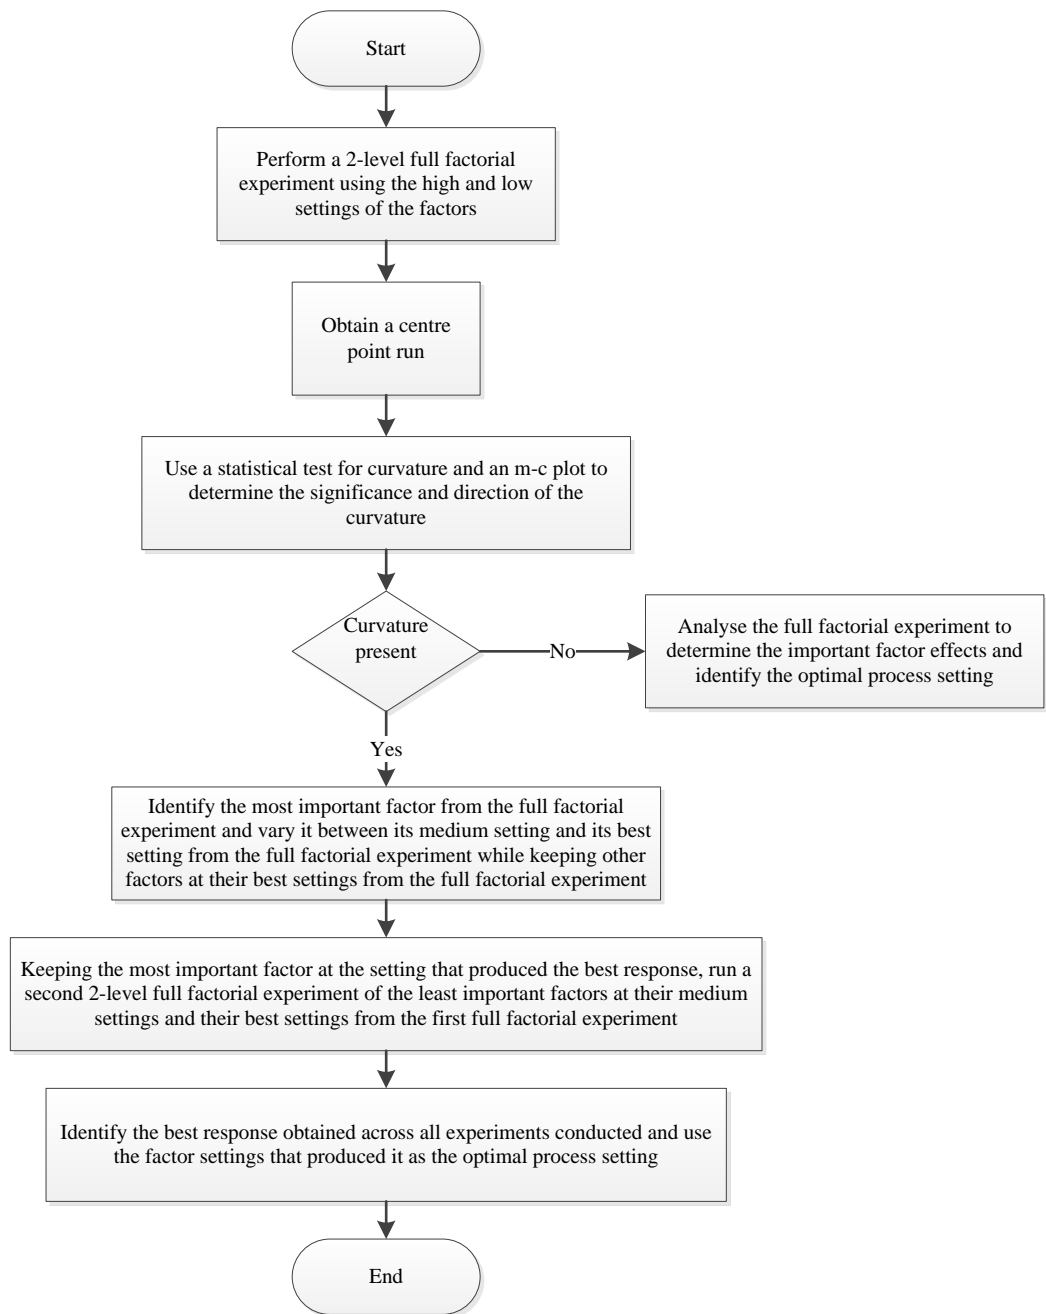 Start
Perform a 2-level full factorial
experiment using the high and low
settings of the factors
Obtain a centre
point run
Use a statistical test for curvature and an m-c plot to
determine the significance and direction of the
curvature
Curvature
present
No
Analyse the full factorial experiment to
determine the important factor effects and
identify the optimal process setting
Yes
Identify the most important factor from the full factorial
experiment and vary it between its medium setting and its best
setting from the full factorial experiment while keeping other
factors at their best settings from the full factorial experiment
Keeping the most important factor at the setting that produced the best response, run a
second 2-level full factorial experiment of the least important factors at their medium
settings and their best settings from the first full factorial experiment
Identify the best response obtained across all experiments conducted and use
the factor settings that produced it as the optimal process setting
End